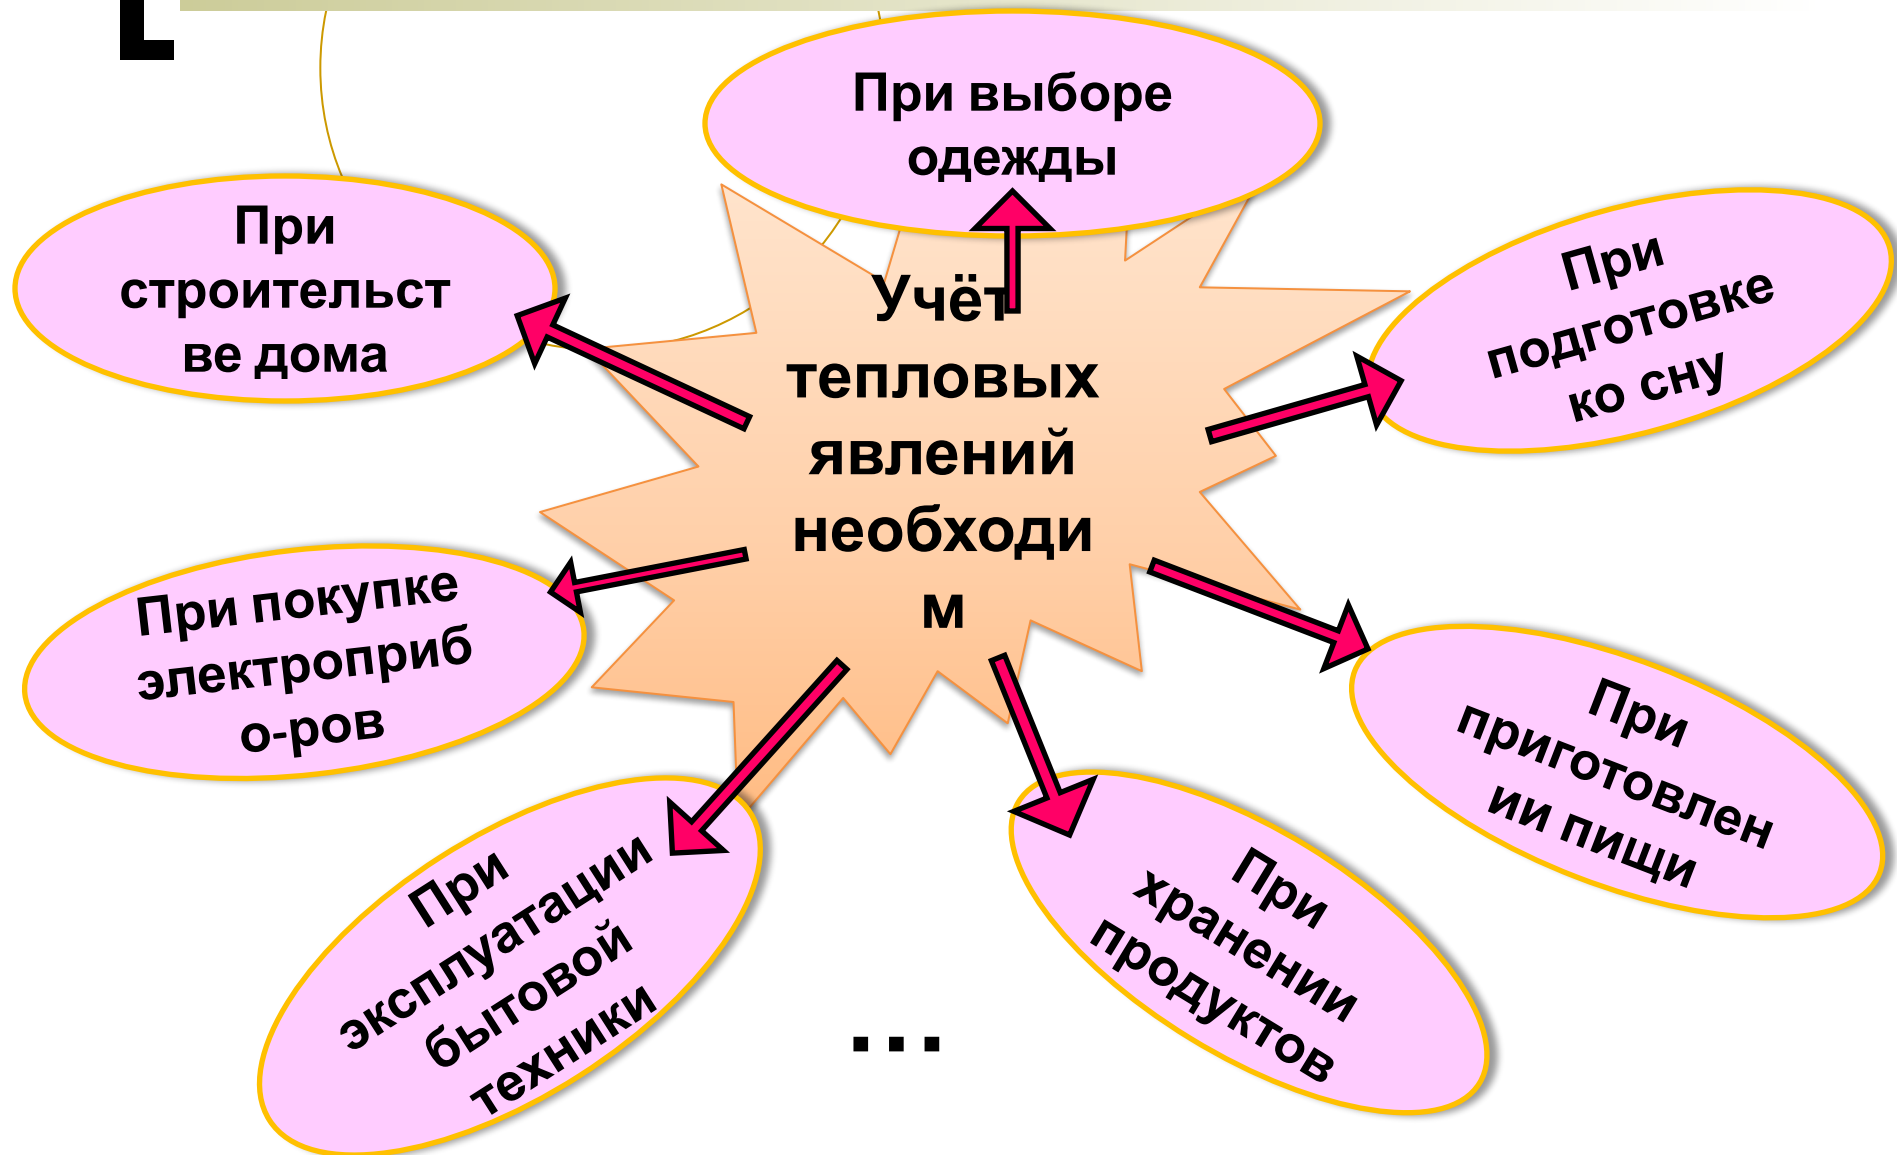 При выборе
одежды
При
строительст
ве дома
Учёт
тепловых
явлений
необходи
м
При
подготовке
ко сну
При покупке
электроприб
о-ров
При
приготовлен
ии пищи
При
эксплуатации
бытовой
техники
При
хранении
продуктов
...